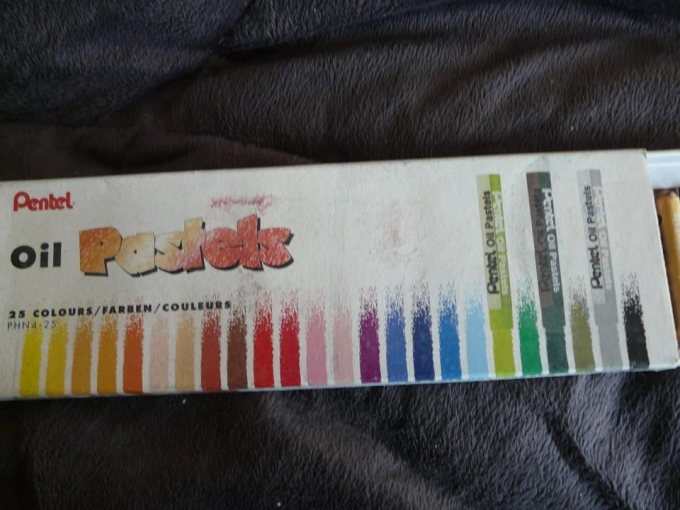 Pentel
Oil Pastels
25 COLOURS/FARBEN/COULEURS
PHN4-25
Pentel Oil Pastels
Pentel Oil Pastels
Pentel Oil Pastels